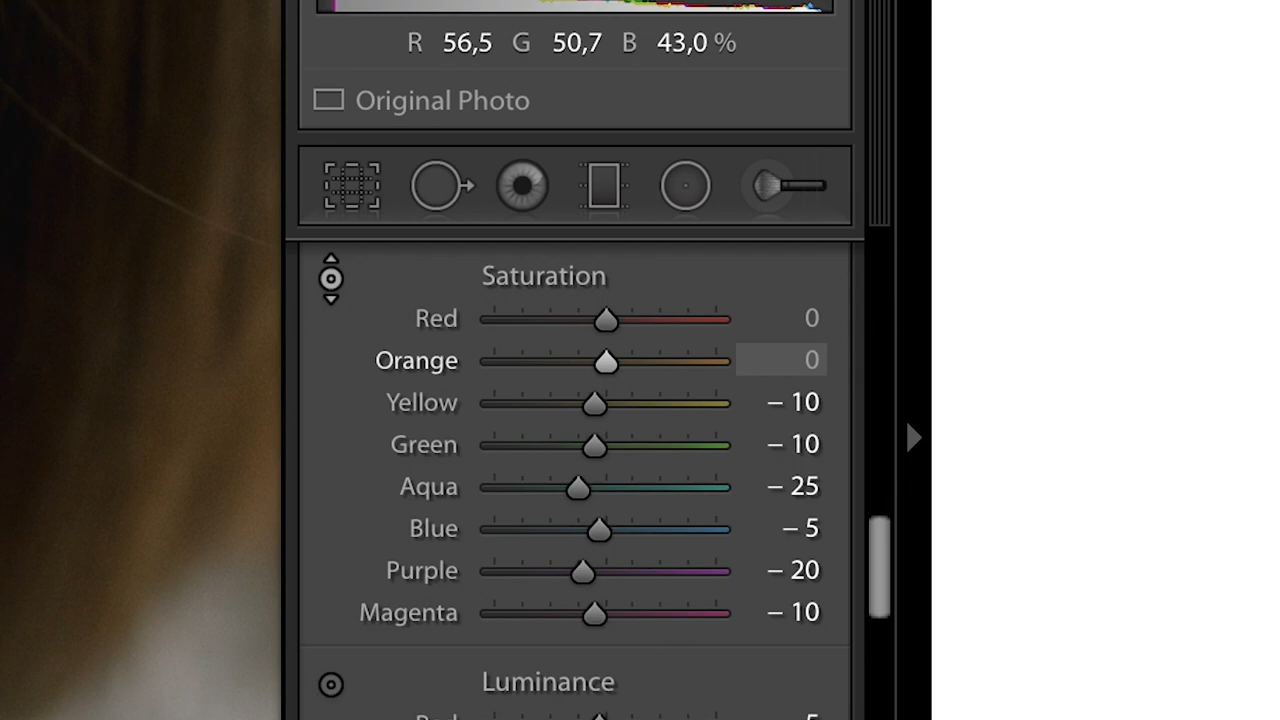 R 56,5 G 50,7 B 43,0 %
Original Photo
Saturation
Red 0
Orange 0
Yellow – 10
Green – 10
Aqua – 25
Blue – 5
Purple – 20
Magenta – 10
Luminance